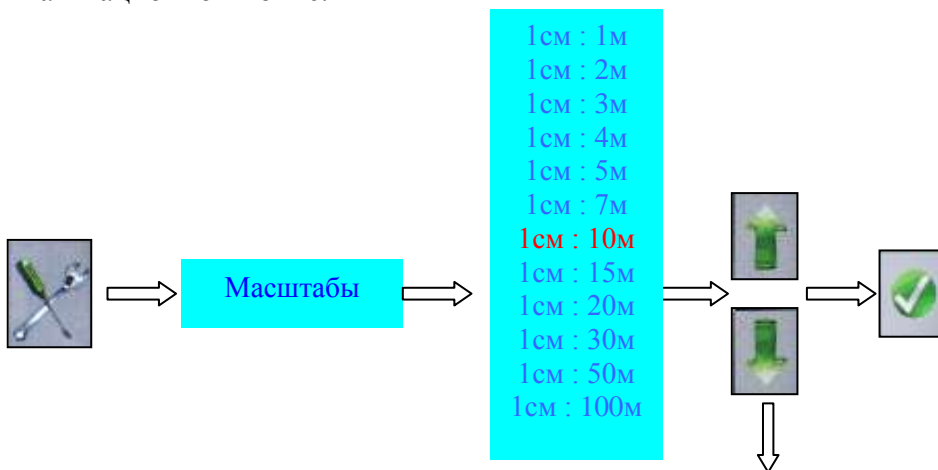 Масштабы
1см : 1м
1см : 2м
1см : 3м
1см : 4м
1см : 5м
1см : 7м
1см : 10м
1см : 15м
1см : 20м
1см : 30м
1см : 50м
1см : 100м